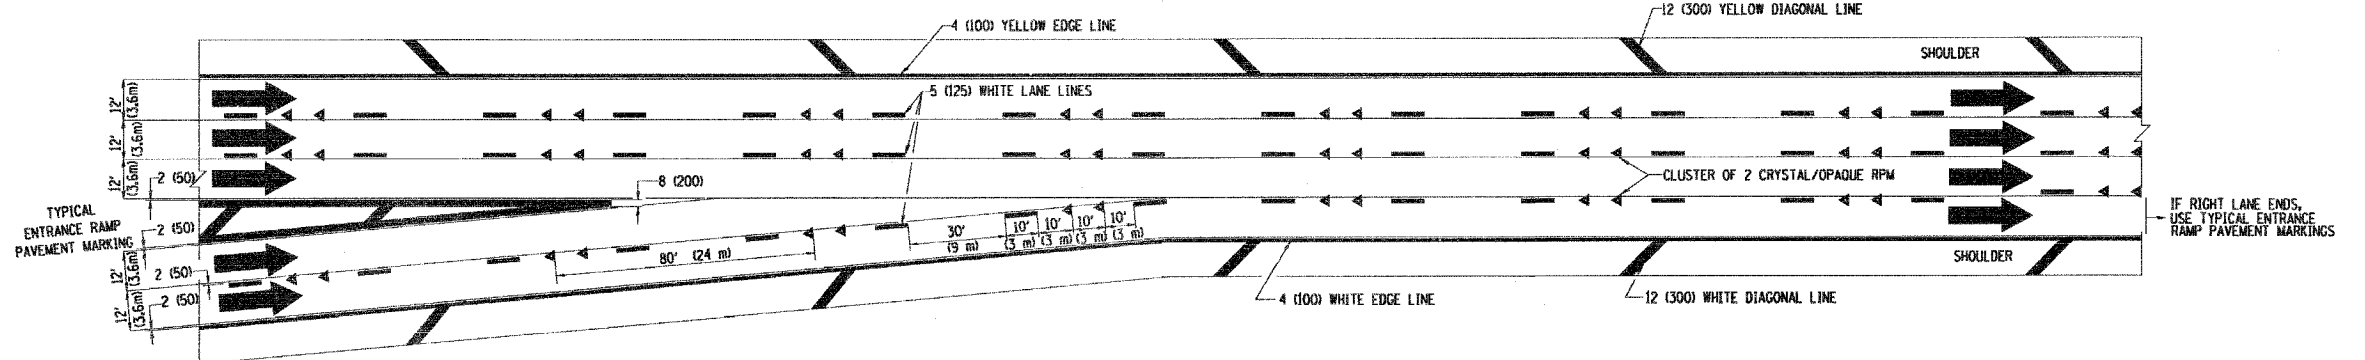 12 (300) YELLOW DIAGONAL LINE
4 (100) YELLOW EDGE LINE
SHOULDER
12'
(3.6m)
5 (125) WHITE LANE LINES
12'
(3.6m)
12'
(3.6m)
2 (50)
8 (200)
CLUSTER OF 2 CRYSTAL/OPAQUE RPM
TYPICAL
ENTRANCE RAMP
PAVEMENT MARKING
2 (50)
IF RIGHT LANE ENDS,
USE TYPICAL ENTRANCE
RAMP PAVEMENT MARKINGS
30'
(9 m)
10'
(3 m)
10'
(3 m)
10'
(3 m)
10'
(3 m)
80' (24 m)
SHOULDER
12'
(3.6m)
2 (50)
12'
(3.6m)
2 (50)
4 (100) WHITE EDGE LINE
12 (300) WHITE DIAGONAL LINE